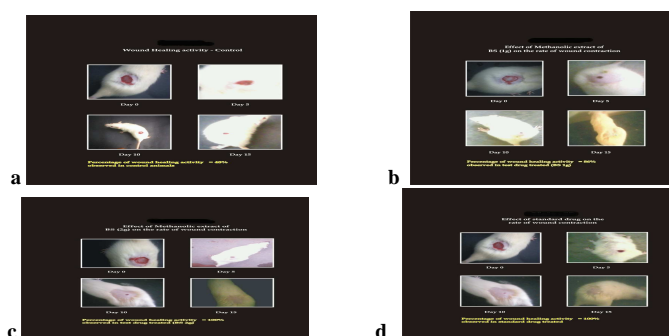 Wound Healing activity - Control
Day 0
Day 5
Day 10
Day 15
Percentage of wound healing activity = 40%
observed in control animals
a
Effect of Methanolic extract of
BS (1g) on the rate of wound contraction
Day 0
Day 5
Day 10
Day 15
Percentage of wound healing activity = 86%
observed in test drug treated (BS 1g)
b
Effect of Methanolic extract of
BS (2g) on the rate of wound contraction
Day 0
Day 5
Day 10
Day 15
Percentage of wound healing activity = 100%
observed in test drug treated (BS 2g)
c
Effect of standard drug on the
rate of wound contraction
Day 0
Day 5
Day 10
Day 15
Percentage of wound healing activity = 100%
observed in standard drug treated
d